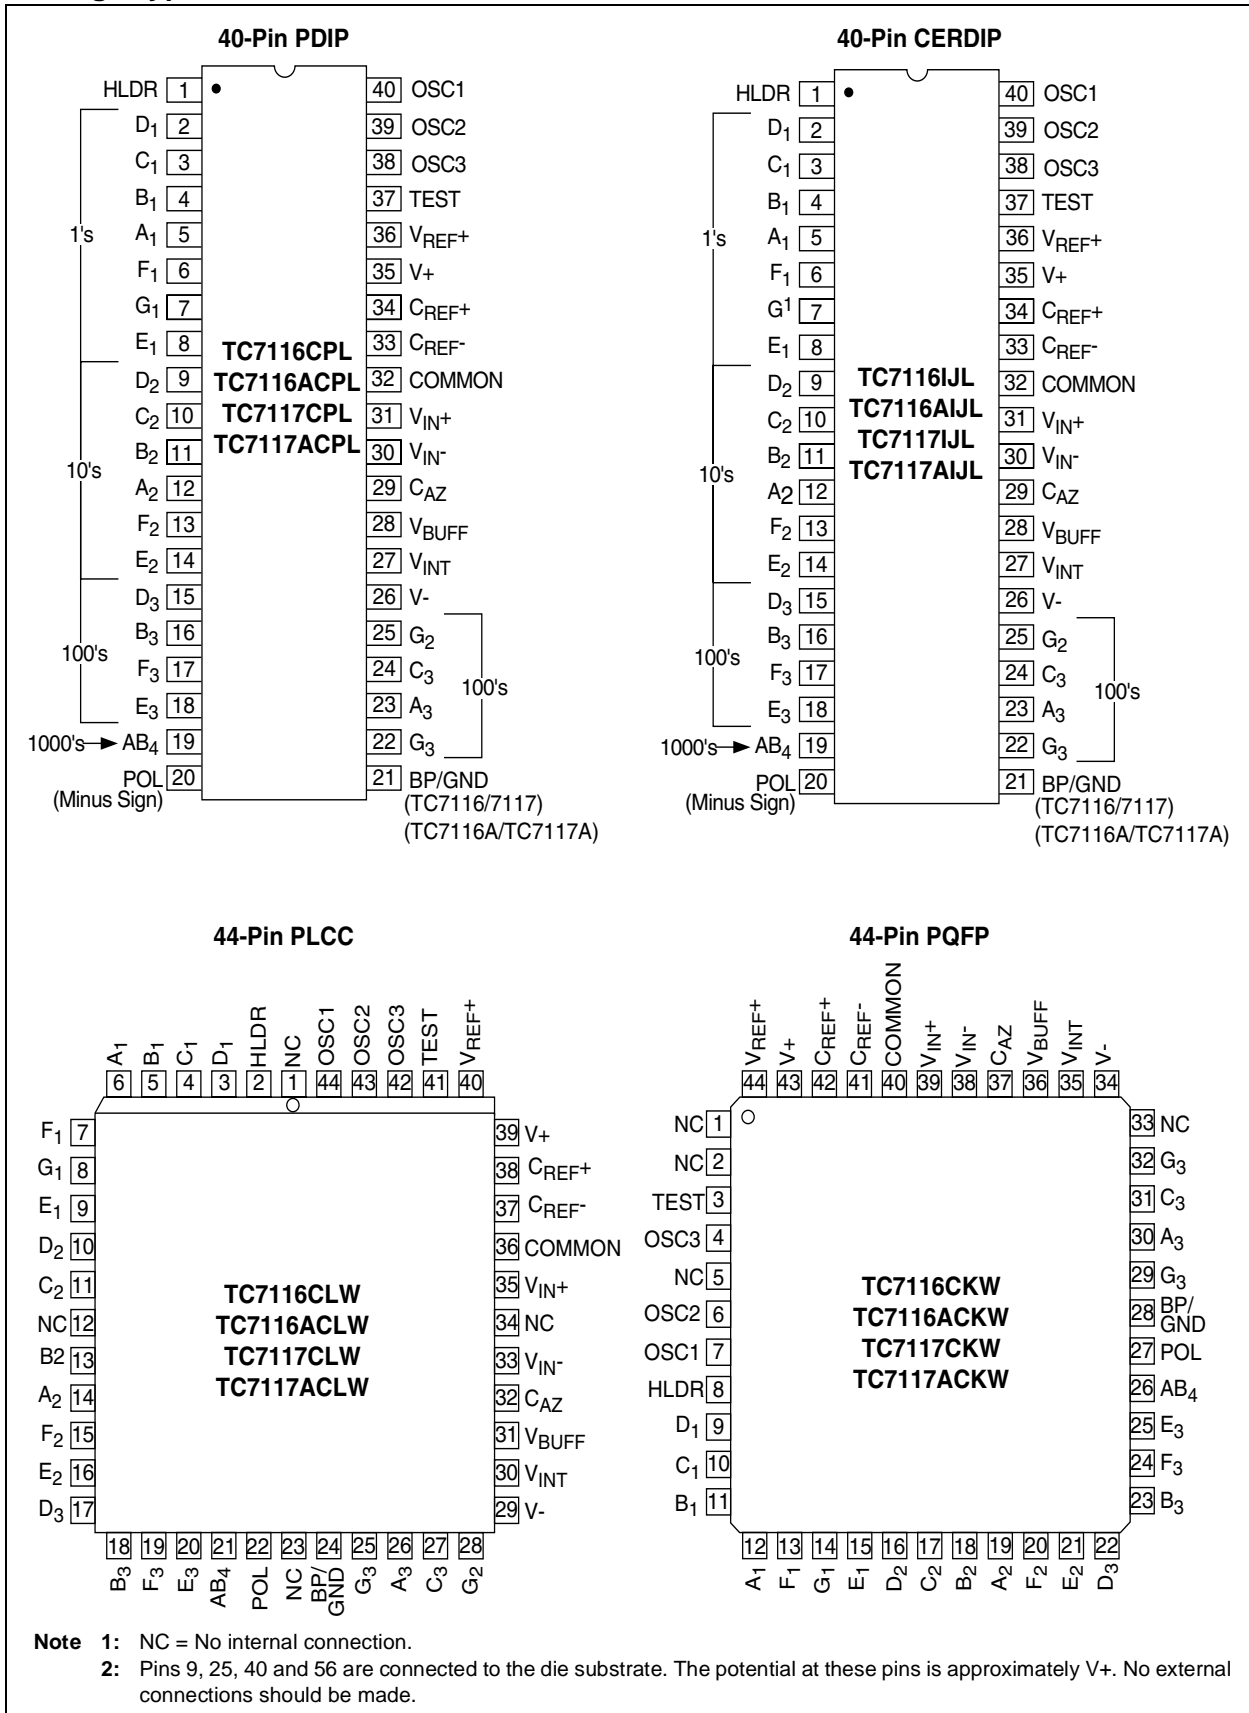 40-Pin PDIP
HLDR 1 40 OSC1
D1 2 39 OSC2
C1 3 38 OSC3
B1 4 37 TEST
1's A1 5 36 VREF+
F1 6 35 V+
G1 7 34 CREF+
E1 8 33 CREF-
D2 9 32 COMMON
C2 10 31 VIN+
B2 11 30 VIN-
10's
A2 12 29 CAZ
F2 13 28 VBUFF
E2 14 27 VINT
D3 15 26 V-
B3 16 25 G2
100's
F3 17 24 C3
100's
E3 18 23 A3
1000's AB4 19 22 G3
POL 20 21 BP/GND
(Minus Sign) (TC7116/7117)
(TC7116A/TC7117A)
TC7116CPL
TC7116ACPL
TC7117CPL
TC7117ACPL
40-Pin CERDIP
HLDR 1 40 OSC1
D1 2 39 OSC2
C1 3 38 OSC3
B1 4 37 TEST
1's A1 5 36 VREF+
F1 6 35 V+
G1 7 34 CREF+
E1 8 33 CREF-
D2 9 32 COMMON
C2 10 31 VIN+
B2 11 30 VIN-
10's
A2 12 29 CAZ
F2 13 28 VBUFF
E2 14 27 VINT
D3 15 26 V-
B3 16 25 G2
100's
F3 17 24 C3
100's
E3 18 23 A3
1000's AB4 19 22 G3
POL 20 21 BP/GND
(Minus Sign) (TC7116/7117)
(TC7116A/TC7117A)
TC7116IJL
TC7116AIJL
TC7117IJL
TC7117AIJL
44-Pin PLCC
A1 B1 C1 D1 HLDR NC OSC1 OSC2 OSC3 TEST VREF+
6 5 4 3 2 1 44 43 42 41 40
F1 7 39 V+
G1 8 38 CREF+
E1 9 37 CREF-
D2 10 36 COMMON
C2 11 35 VIN+
NC 12 34 NC
B2 13 33 VIN-
A2 14 32 CAZ
F2 15 31 VBUFF
E2 16 30 VINT
D3 17 29 V-
TC7116CLW
TC7116ACLW
TC7117CLW
TC7117ACLW
18 19 20 21 22 23 24 25 26 27 28
B3 F3 E3 AB4 POL NC BP/GND G3 A3 C3 G2
44-Pin PQFP
VREF+ V+ CREF+ CREF- COMMON VIN+ VIN- CAZ VBUFF VINT V-
44 43 42 41 40 39 38 37 36 35 34
NC 1 33 NC
NC 2 32 G3
TEST 3 31 C3
OSC3 4 30 A3
NC 5 29 G3
OSC2 6 28 BP/GND
OSC1 7 27 POL
HLDR 8 26 AB4
D1 9 25 E3
C1 10 24 F3
B1 11 23 B3
TC7116CKW
TC7116ACKW
TC7117CKW
TC7117ACKW
12 13 14 15 16 17 18 19 20 21 22
A1 F1 G1 E1 D2 C2 B2 A2 F2 E2 D3
Note 1: NC = No internal connection.
2: Pins 9, 25, 40 and 56 are connected to the die substrate. The potential at these pins is approximately V+. No external
connections should be made.